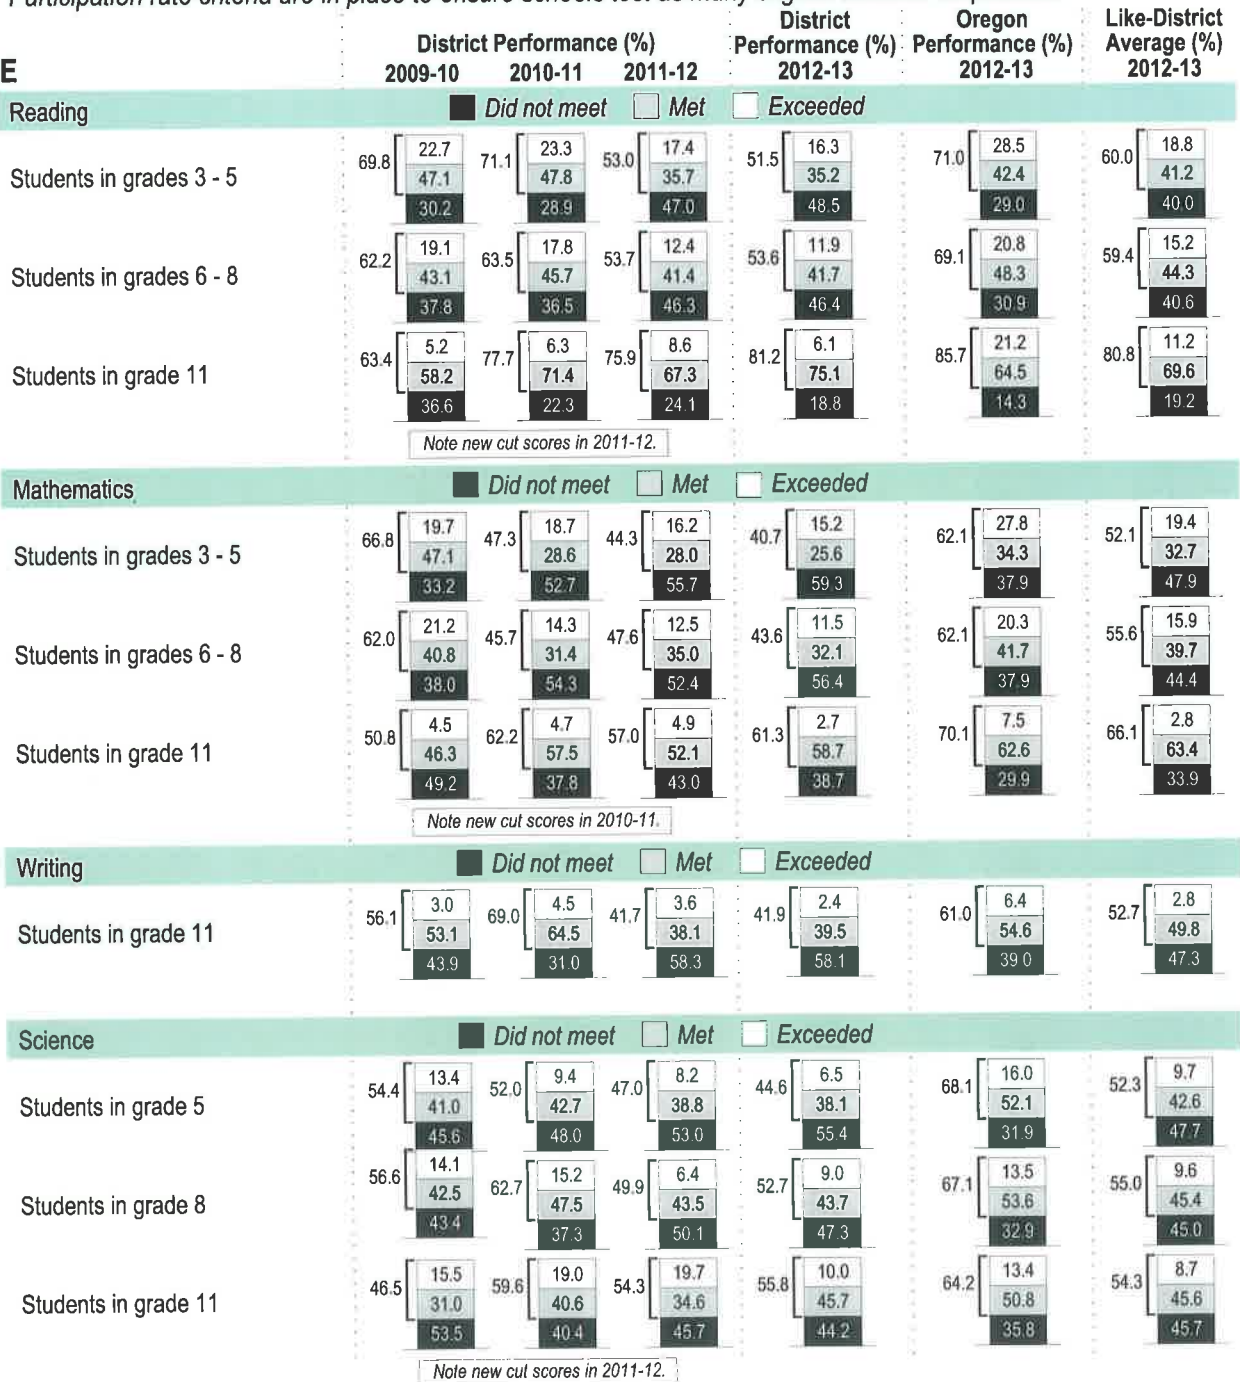 District Performance (%)
District Performance (%)
Oregon Performance (%)
Like-District Average (%)
E
2009-10 2010-11 2011-12 2012-13 2012-13 2012-13
Reading Did not meet Met Exceeded
Students in grades 3 - 5
69.8 22.7 71.1 23.3 53.0 17.4 51.5 16.3 71.0 28.5 60.0 18.8
47.1 47.8 35.7 35.2 42.4 41.2
30.2 28.9 47.0 48.5 29.0 40.0
Students in grades 6 - 8
62.2 19.1 63.5 17.8 53.7 12.4 53.6 11.9 69.1 20.8 59.4 15.2
43.1 45.7 41.4 41.7 48.3 44.3
37.8 36.5 46.3 46.4 30.9 40.6
Students in grade 11
63.4 5.2 77.7 6.3 75.9 8.6 81.2 6.1 85.7 21.2 80.8 11.2
58.2 71.4 67.3 75.1 64.5 69.6
36.6 22.3 24.1 18.8 14.3 19.2
Note new cut scores in 2011-12.
Mathematics Did not meet Met Exceeded
Students in grades 3 - 5
66.8 19.7 47.3 18.7 44.3 16.2 40.7 15.2 62.1 27.8 52.1 19.4
47.1 28.6 28.0 25.6 34.3 32.7
33.2 52.7 55.7 59.3 37.9 47.9
Students in grades 6 - 8
62.0 21.2 45.7 14.3 47.6 12.5 43.6 11.5 62.1 20.3 55.6 15.9
40.8 31.4 35.0 32.1 41.7 39.7
38.0 54.3 52.4 56.4 37.9 44.4
Students in grade 11
50.8 4.5 62.2 4.7 57.0 4.9 61.3 2.7 70.1 7.5 66.1 2.8
46.3 57.5 52.1 58.7 62.6 63.4
49.2 37.8 43.0 38.7 29.9 33.9
Note new cut scores in 2010-11.
Writing Did not meet Met Exceeded
Students in grade 11
56.1 3.0 69.0 4.5 41.7 3.6 41.9 2.4 61.0 6.4 52.7 2.8
53.1 64.5 38.1 39.5 54.6 49.8
43.9 31.0 58.3 58.1 39.0 47.3
Science Did not meet Met Exceeded
Students in grade 5
54.4 13.4 52.0 9.4 47.0 8.2 44.6 6.5 68.1 16.0 52.3 9.7
41.0 42.7 38.8 38.1 52.1 42.6
45.6 48.0 53.0 55.4 31.9 47.7
Students in grade 8
56.6 14.1 62.7 15.2 49.9 6.4 52.7 9.0 67.1 13.5 55.0 9.6
42.5 47.5 43.5 43.7 53.6 45.4
43.4 37.3 50.1 47.3 32.9 45.0
Students in grade 11
46.5 15.5 59.6 19.0 54.3 19.7 55.8 10.0 64.2 13.4 54.3 8.7
31.0 40.6 34.6 45.7 50.8 45.6
53.5 40.4 45.7 44.2 35.8 45.7
Note new cut scores in 2011-12.